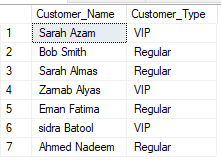 Customer_Name Customer_Type
1 Sarah Azam VIP
2 Bob Smith Regular
3 Sarah Almas Regular
4 Zarnab Alyas VIP
5 Eman Fatima Regular
6 sidra Batool VIP
7 Ahmed Nadeem Regular